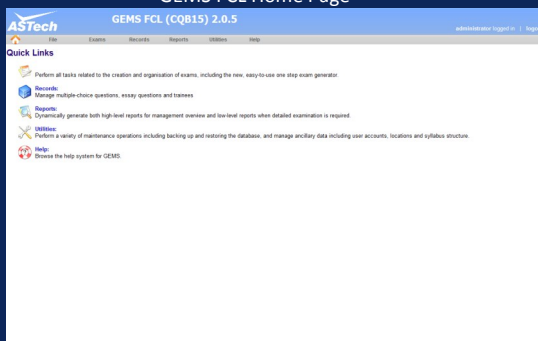 GEMS FCL Home Page
ASTech
GEMS FCL (CQB15) 2.0.5
administrator logged in | logo
File Exams Records Reports Utilities Help
Quick Links
Perform all tasks related to the creation and organisation of exams, including the new, easy-to-use one step exam generator.
Records:
Manage multiple-choice questions, essay questions and trainees
Reports:
Dynamically generate both high-level reports for management overview and low-level reports when detailed examination is required.
Utilities:
Perform a variety of maintenance operations including backing up and restoring the database, and manage ancillary data including user accounts, locations and syllabus structure.
Help:
Browse the help system for GEMS.